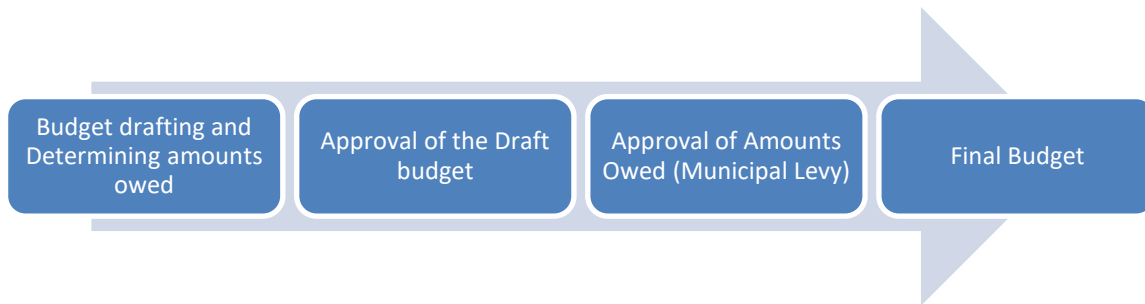 Budget drafting and
Determining amounts
owed
Approval of the Draft
budget
Approval of Amounts
Owed (Municipal Levy)
Final Budget